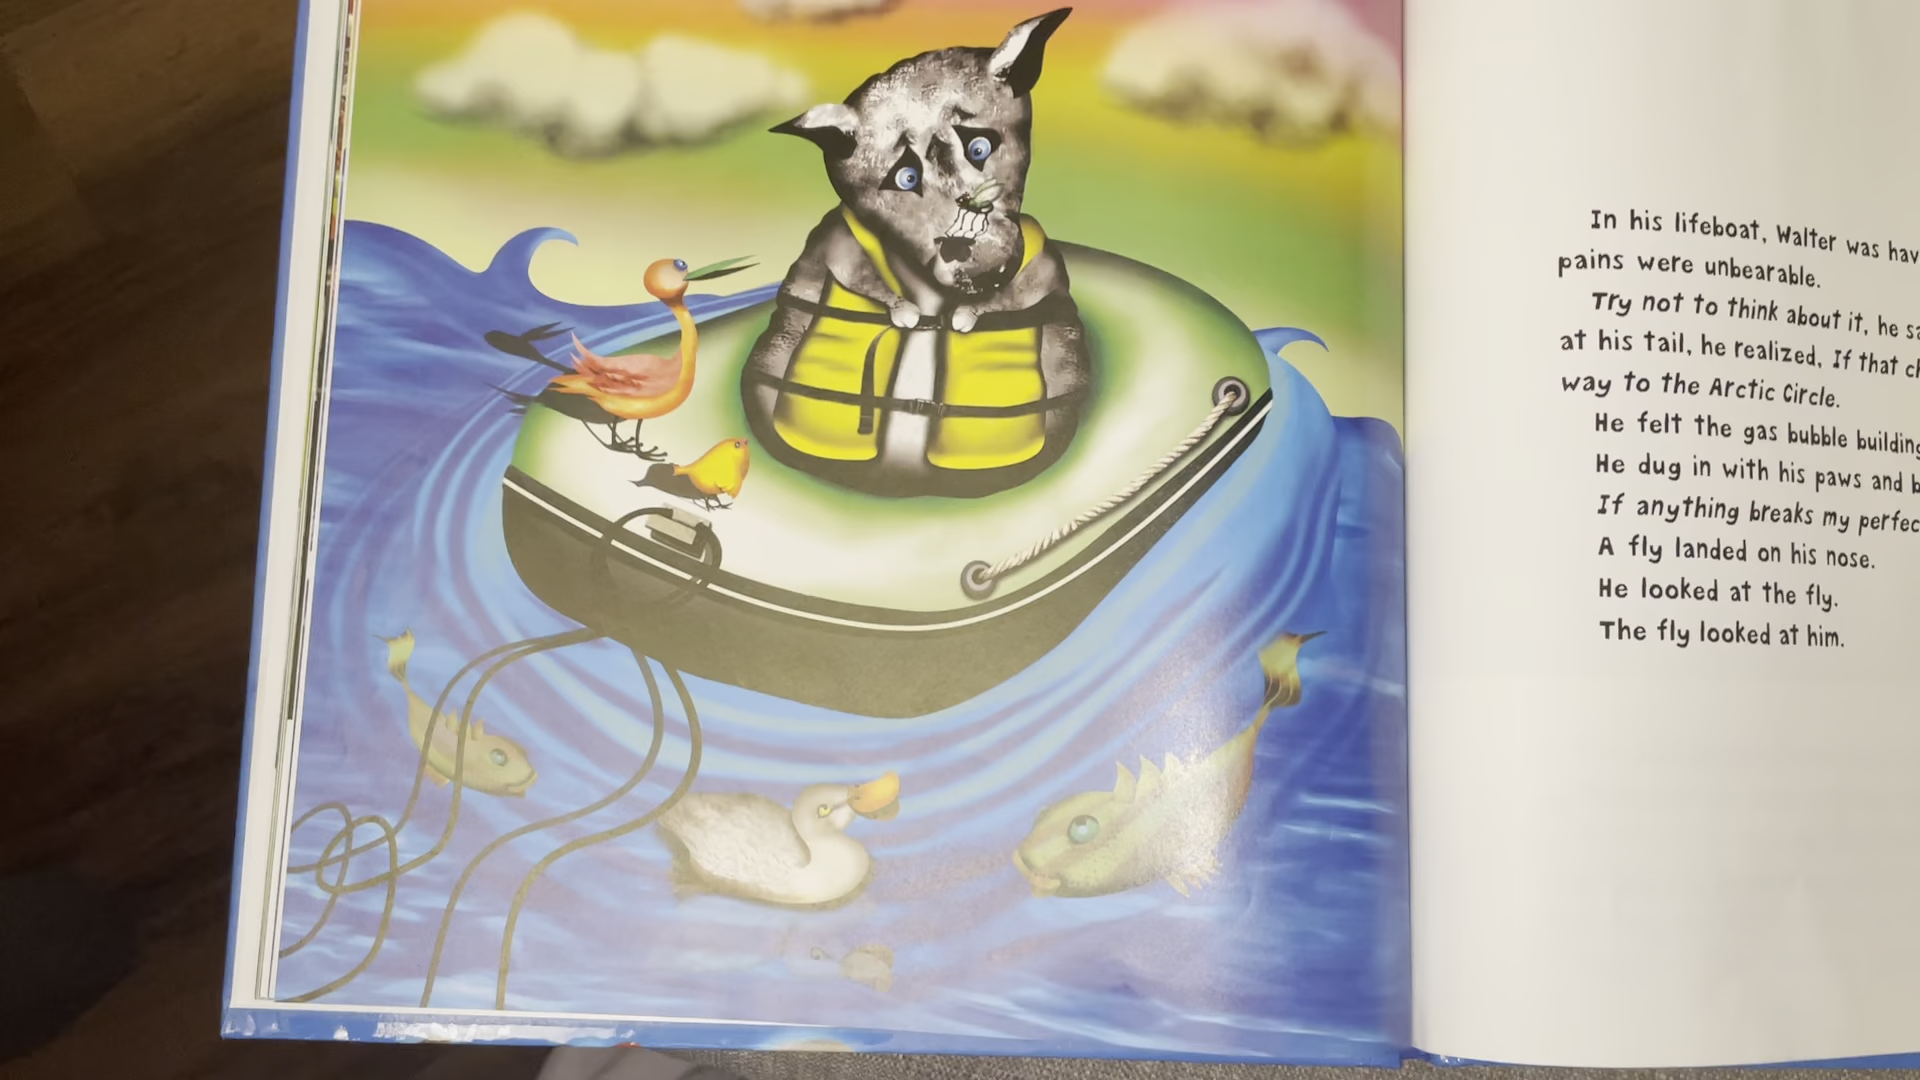 In his lifeboat, Walter was
pains were unbearable.
Try not to think about it, he
at his tail, he realized, If that
way to the Arctic Circle.
He felt the gas bubble building
He dug in with his paws and
If anything breaks my
A fly landed on his nose.
He looked at the fly.
The fly looked at him.